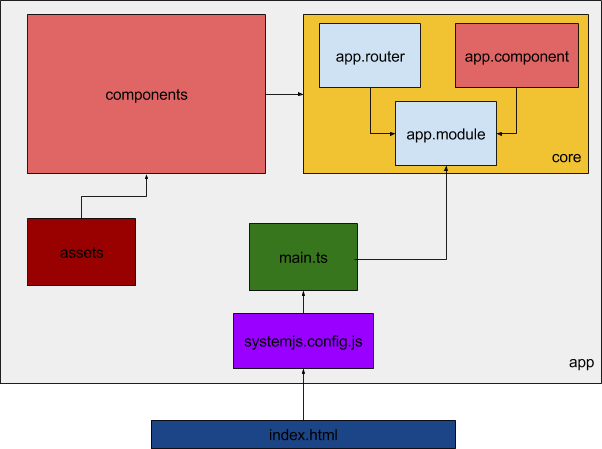 components
app.router
app.component
app.module
core
assets
main.ts
systemjs.config.js
app
index.html